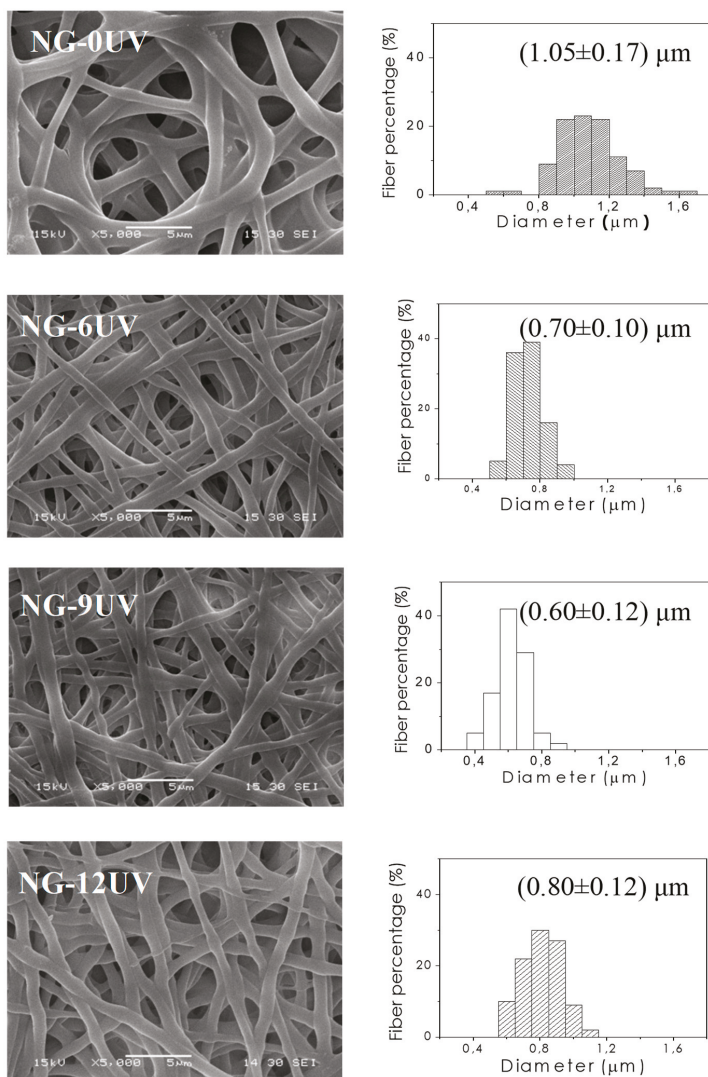 NG-0UV
15kV X5,000 5μm 15 30 SEI
(1.05±0.17) μm
Fiber percentage (%)
40
20
0
0,4 0,8 1,2 1,6
Diameter (μm)
NG-6UV
15kV X5,000 5μm 15 30 SEI
(0.70±0.10) μm
Fiber percentage (%)
40
20
0
0,4 0,8 1,2 1,6
Diameter (μm)
NG-9UV
15kV X5,000 5μm 15 30 SEI
(0.60±0.12) μm
Fiber percentage (%)
40
20
0
0,4 0,8 1,2 1,6
Diameter (μm)
NG-12UV
15kV X5,000 5μm 14 30 SEI
(0.80±0.12) μm
Fiber percentage (%)
40
20
0
0,4 0,8 1,2 1,6
Diameter (μm)